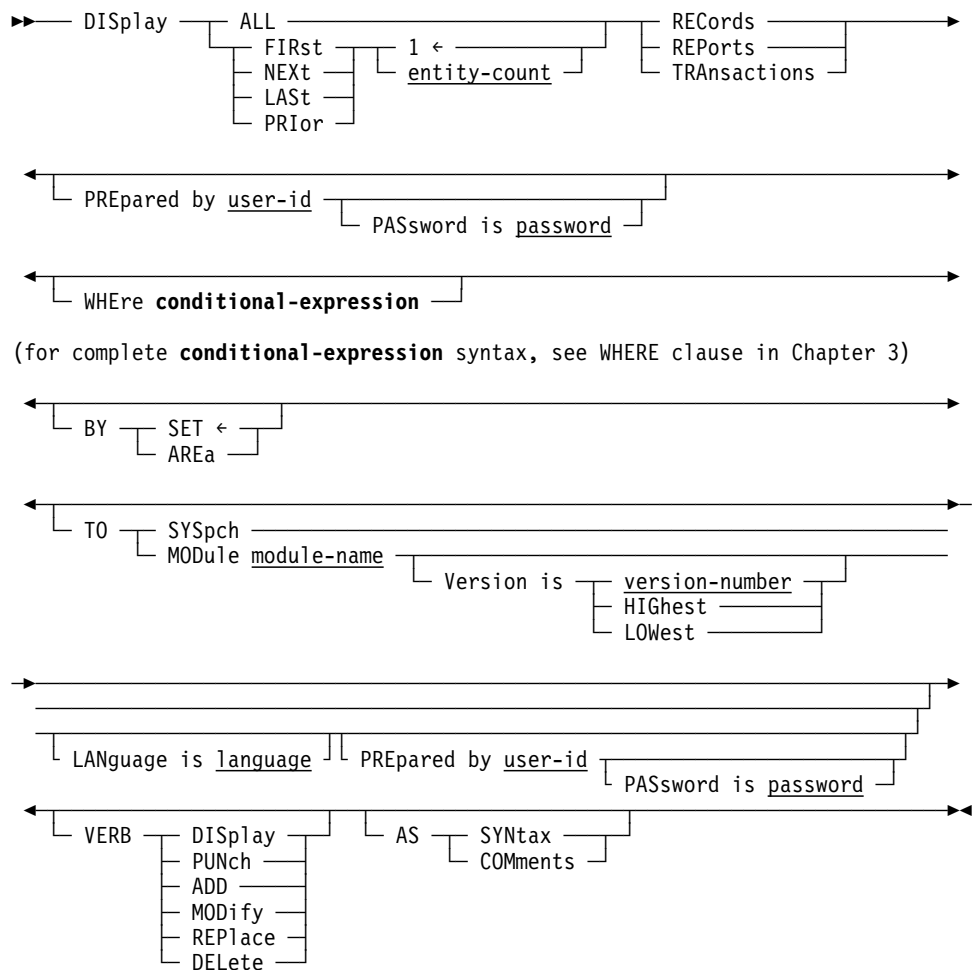 DISplay ALL RECords
FIRst 1 ← REPorts
NEXt entity-count TRAnsactions
LASt
PRIor
PREpared by user-id
PASsword is password
WHEre conditional-expression
(for complete conditional-expression syntax, see WHERE clause in Chapter 3)
BY SET ←
AREa
TO SYSpch
MODule module-name
Version is version-number
HIGhest
LOWest
LANguage is language PREpared by user-id
PASsword is password
VERB DISplay AS SYNtax
PUNch COMments
ADD
MODify
REPlace
DELete